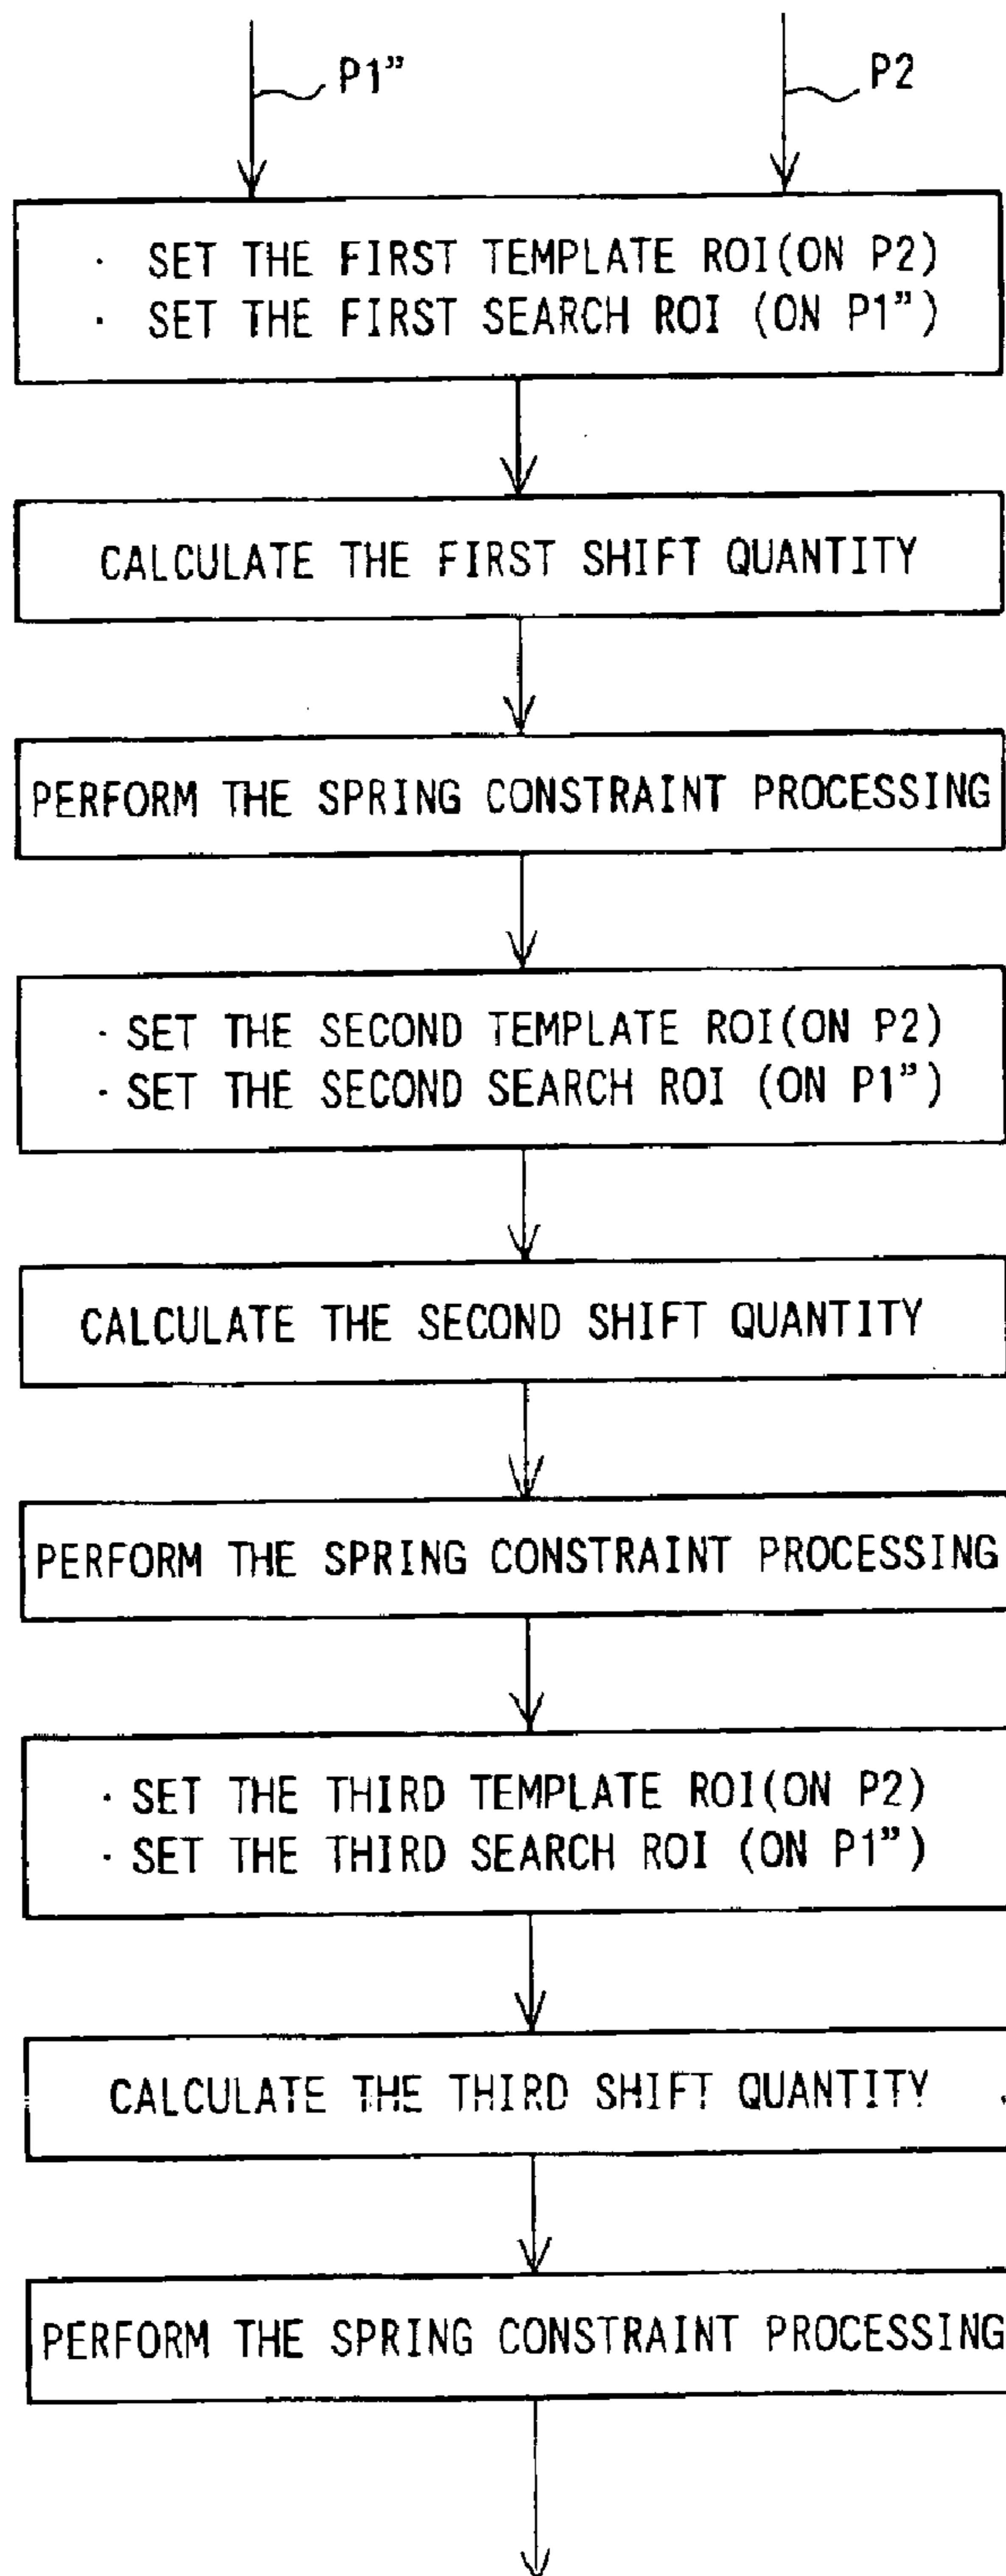 P1” P2
· SET THE FIRST TEMPLATE ROI(ON P2)
· SET THE FIRST SEARCH ROI (ON P1”)
CALCULATE THE FIRST SHIFT QUANTITY
PERFORM THE SPRING CONSTRAINT PROCESSING
· SET THE SECOND TEMPLATE ROI(ON P2)
· SET THE SECOND SEARCH ROI (ON P1”)
CALCULATE THE SECOND SHIFT QUANTITY
PERFORM THE SPRING CONSTRAINT PROCESSING
· SET THE THIRD TEMPLATE ROI(ON P2)
· SET THE THIRD SEARCH ROI (ON P1”)
CALCULATE THE THIRD SHIFT QUANTITY
PERFORM THE SPRING CONSTRAINT PROCESSING